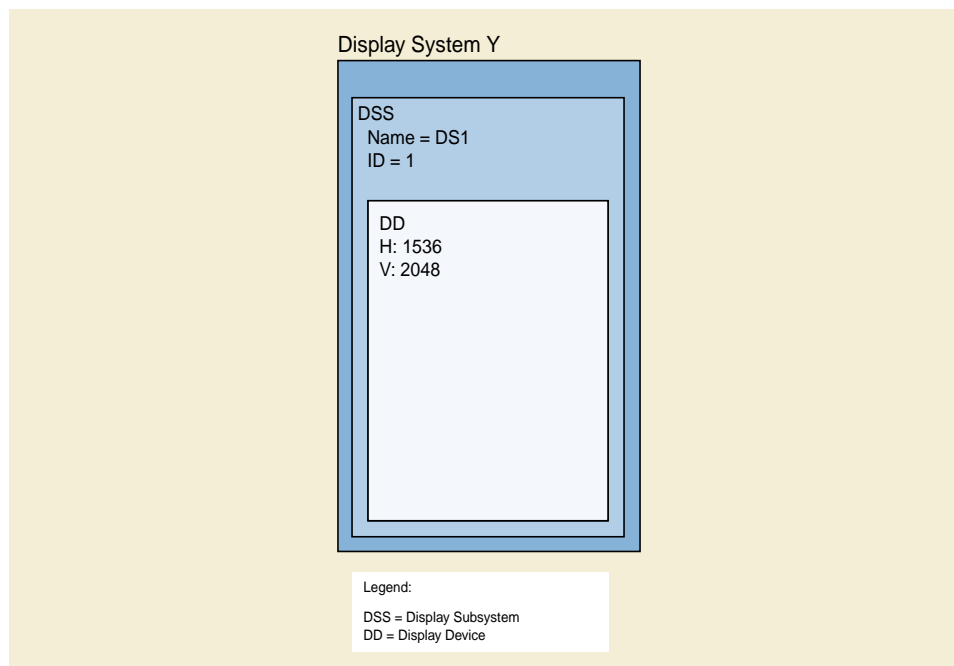 Display System Y
DSS
Name = DS1
ID = 1
DD
H: 1536
V: 2048
Legend:
DSS = Display Subsystem
DD = Display Device